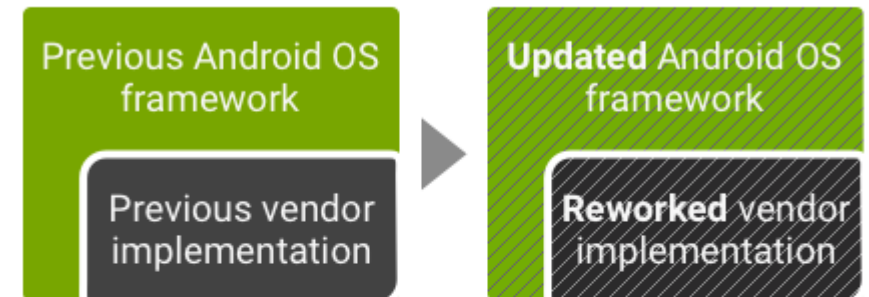 Previous Android OS
framework
Previous vendor
implementation
Updated Android OS
framework
Reworked vendor
implementation